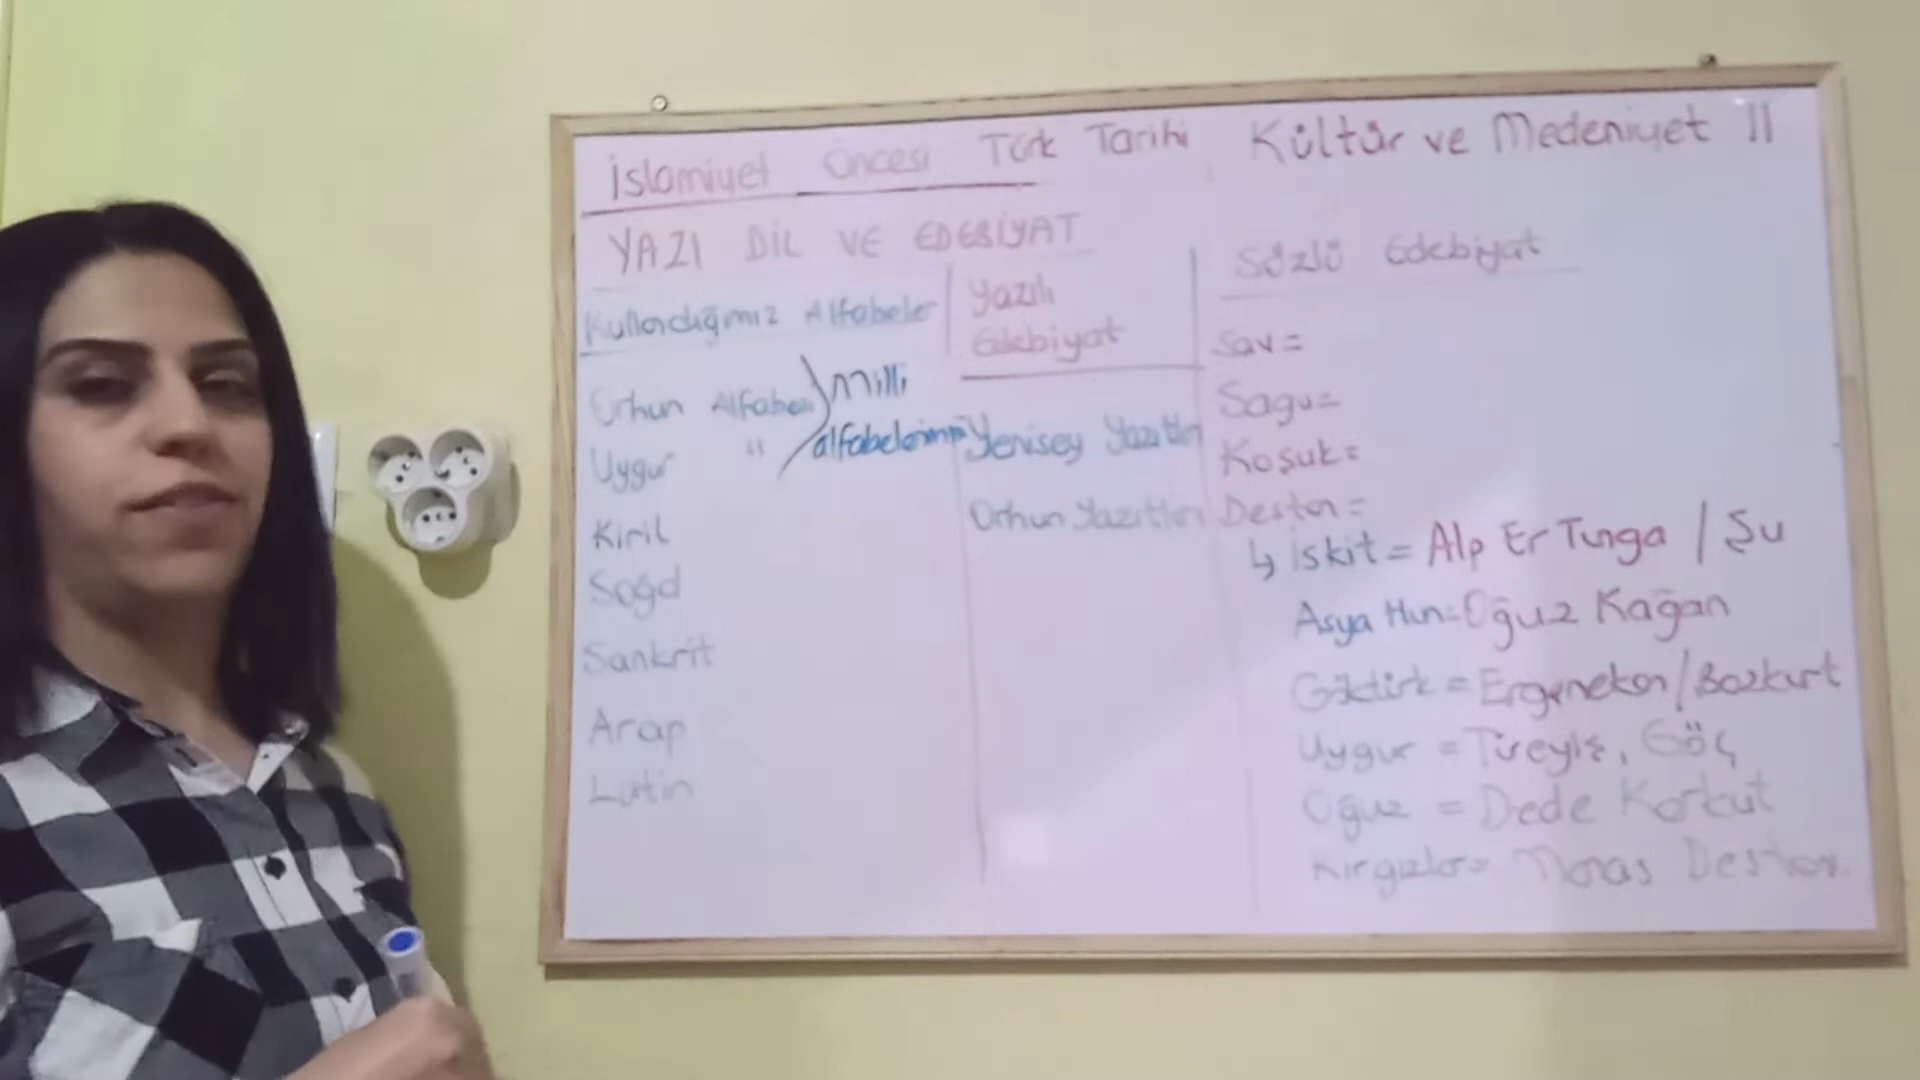 İslamiyet Öncesi Türk Tarihi Kültür ve Medeniyet II
YAZI DİL VE EDEBİYAT
Kullandığımız Alfabeler
Orhun Alfabesi
Uygur "
Milli
alfabelerimiz
Kiril
Soğd
Sankrit
Arap
Latin
Yazılı
Edebiyat
Yenisey Yazıtları
Orhun Yazıtları
Sözlü Edebiyat
Sav =
Sagu =
Koşuk =
Destan =
↳ İskit = Alp Er Tunga / Şu
Asya Hun = Oğuz Kağan
Göktürk = Ergenekon / Bozkurt
Uygur = Türeyiş, Göç
Oğuz = Dede Korkut
Kırgızlar = Manas Destanı